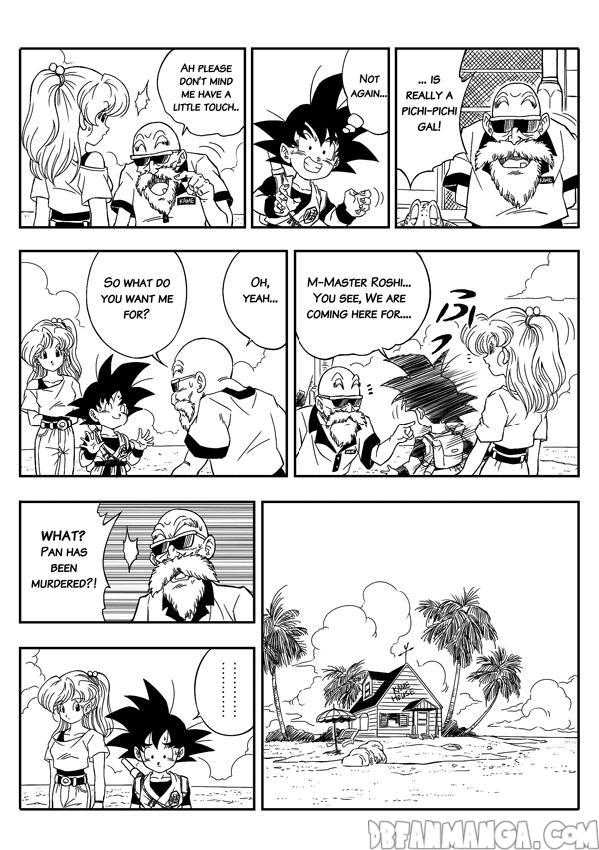 ... IS
REALLY A
PICHI-PICHI
GAL!
KAME
NOT
AGAIN...
AH PLEASE
DON'T MIND
ME HAVE A
LITTLE TOUCH..
KAME
M-MASTER ROSHI...
YOU SEE, WE ARE
COMING HERE FOR....
OH,
YEAH...
SO WHAT DO
YOU WANT ME
FOR?
KAME
HOUSE
WHAT?
PAN HAS
BEEN
MURDERED?!
........
........
DBFANMANGA.COM